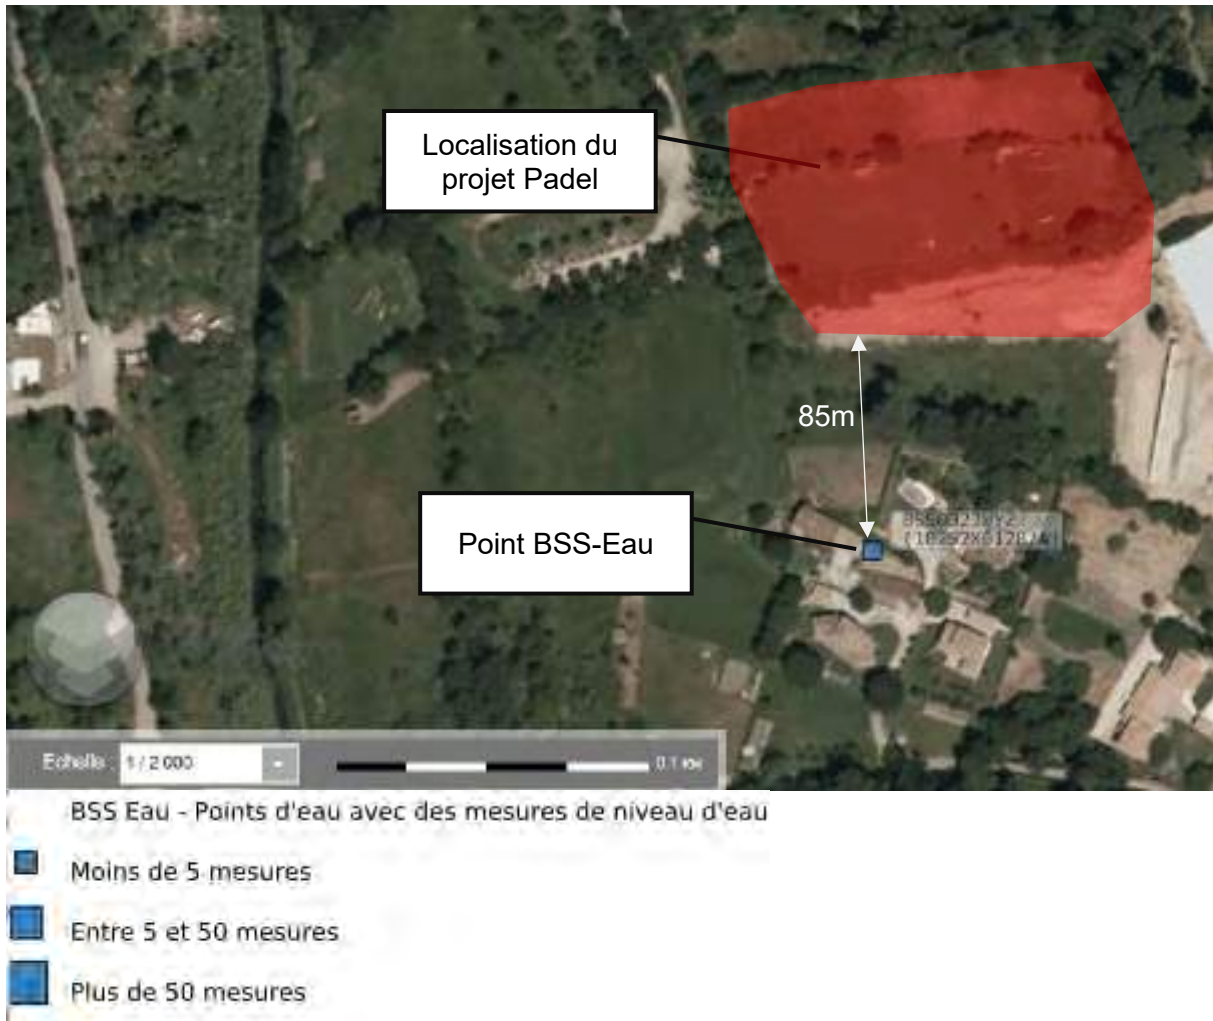 Localisation du
projet Padel
85m
Point BSS-Eau
Echelle 1 / 2 000
0.1 km
BSS Eau - Points d'eau avec des mesures de niveau d'eau
Moins de 5 mesures
Entre 5 et 50 mesures
Plus de 50 mesures